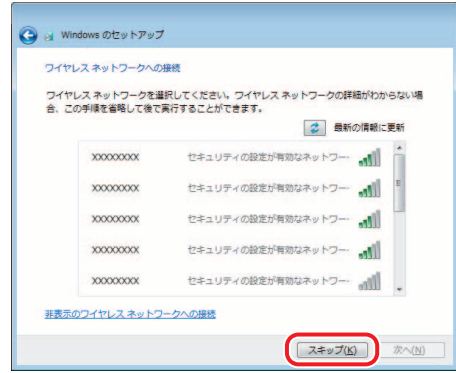 Windows のセットアップ
ワイヤレス ネットワークへの接続
ワイヤレス ネットワークを選択してください。ワイヤレス ネットワークの詳細がわからない場
合、この手順を省略して後で実行することができます。
最新の情報に更新
XXXXXXXX セキュリティの設定が有効なネットワー
XXXXXXXX セキュリティの設定が有効なネットワー
XXXXXXXX セキュリティの設定が有効なネットワー
XXXXXXXX セキュリティの設定が有効なネットワー
XXXXXXXX セキュリティの設定が有効なネットワー
非表示のワイヤレス ネットワークへの接続
スキップ(K) 次へ(N)